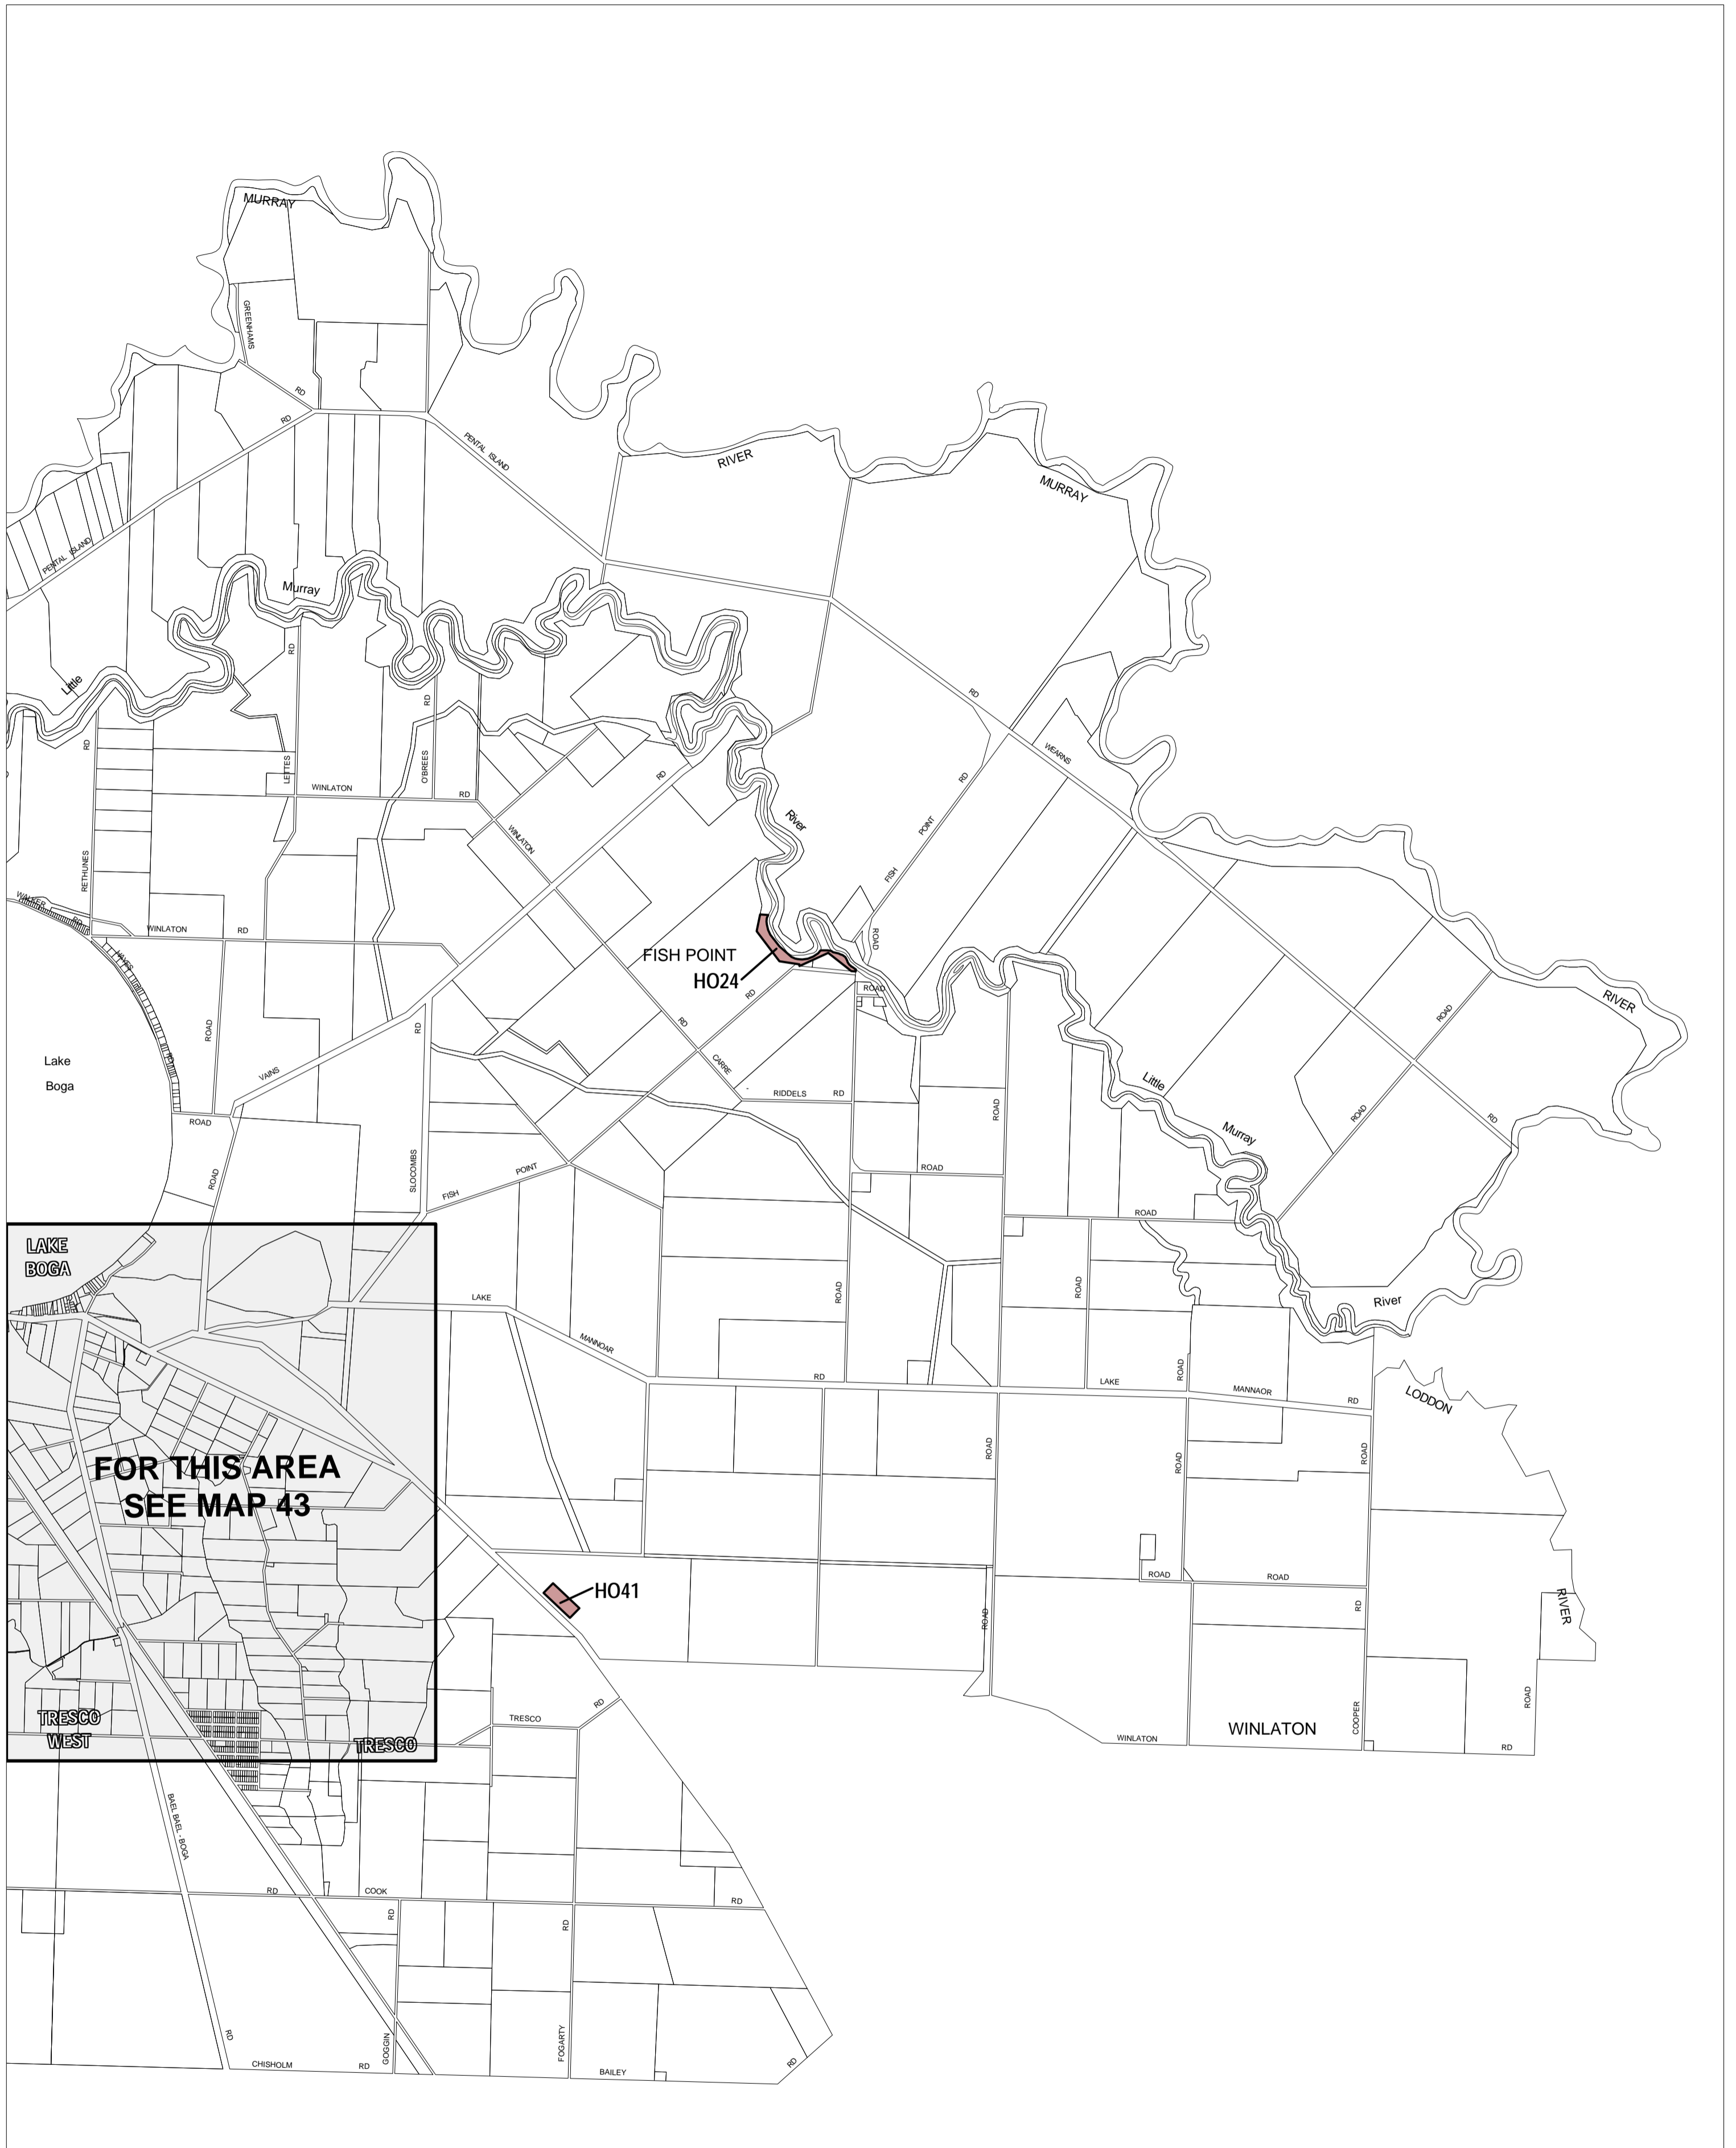 MURRAY
GREENHAMS
RD
RD
PENTAL ISLAND
RIVER
MURRAY
PENTAL ISLAND
Murray
Little
RD
RD
RD
RD
WEARNS
RD
LETTES
O'BREES
RD
WINLATON
RD
RD
POINT
River
WINLATON
FISH
RETHUNES
WALKER
RD
WINLATON
RD
ROAD
HAYES
FISH POINT
HO24
ROAD
RD
RIVER
ROAD
ROAD
RD
RD
Lake
Boga
RD
VAINS
CARRE
RIDDELS
RD
Little
ROAD
ROAD
RD
Murray
ROAD
SLOCOMBS
ROAD
POINT
FISH
ROAD
ROAD
LAKE
BOGA
ROAD
ROAD
LAKE
River
MANNOAR
RD
LAKE
ROAD
MANNAOR
RD
LODDON
ROAD
ROAD
ROAD
FOR THIS AREA
SEE MAP 43
ROAD
ROAD
HO41
RD
RIVER
ROAD
TRESCO
WEST
TRESCO
TRESCO
RD
WINLATON
WINLATON
COOPER
ROAD
RD
BAEL BAEL - BOGA
RD
COOK
RD
RD
RD
RD
GOGGIN
FOGARTY
CHISHOLM
RD
BAILEY
RD